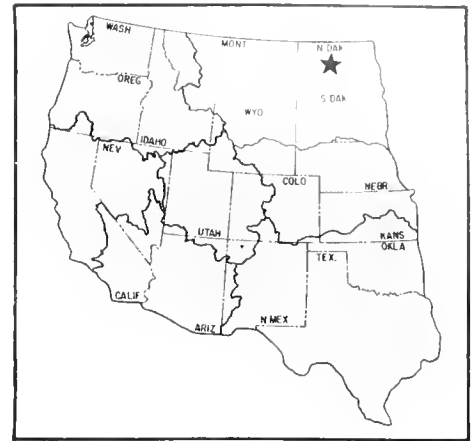 WASH
MONT
N DAK
OREG
S DAK
WYO
IDAHO
NEV
COLO
NEBR
UTAH
KANS
OKLA
TEX.
CALIF
ARIZ
N MEX